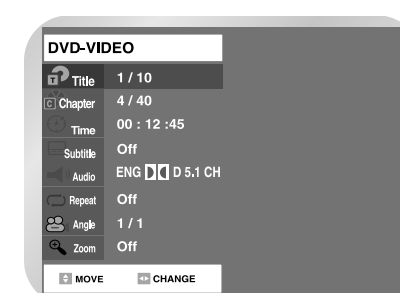 DVD-VIDEO
T Title 1 / 10
C Chapter 4 / 40
Time 00 : 12 :45
Subtitle Off
Audio ENG D 5.1 CH
Repeat Off
Angle 1 / 1
Zoom Off
MOVE CHANGE